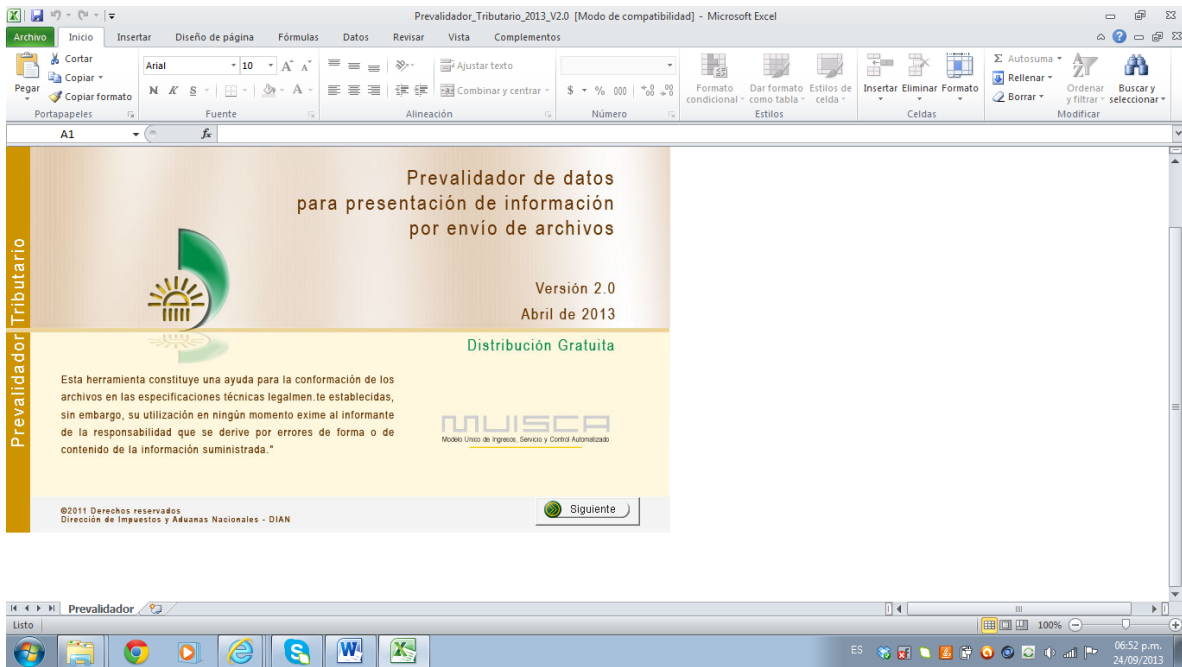 Prevalidador_Tributario_2013_V2.0 [Modo de compatibilidad] - Microsoft Excel
Archivo Inicio Insertar Diseño de página Fórmulas Datos Revisar Vista Complementos
Pegar
Cortar
Copiar
Copiar formato
Portapapeles
Arial 10
N K S
Fuente
Ajustar texto
Combinar y centrar
Alineación
$ % 000
Número
Formato condicional
Dar formato como tabla
Estilos de celda
Estilos
Insertar Eliminar Formato
Celdas
Σ Autosuma
Rellenar
Borrar
Ordenar y filtrar
Buscar y seleccionar
Modificar
A1 fx
Prevalidador Tributario
Prevalidador de datos
para presentación de información
por envío de archivos
Versión 2.0
Abril de 2013
Distribución Gratuita
Esta herramienta constituye una ayuda para la conformación de los
archivos en las especificaciones técnicas legalmen.te establecidas,
sin embargo, su utilización en ningún momento exime al informante
de la responsabilidad que se derive por errores de forma o de
contenido de la información suministrada."
MUISCA
Modelo Unico de Ingresos, Servicio y Control Automatizado
©2011 Derechos reservados
Dirección de Impuestos y Aduanas Nacionales - DIAN
Siguiente
Prevalidador
Listo
100%
ES
06:52 p.m.
24/09/2013